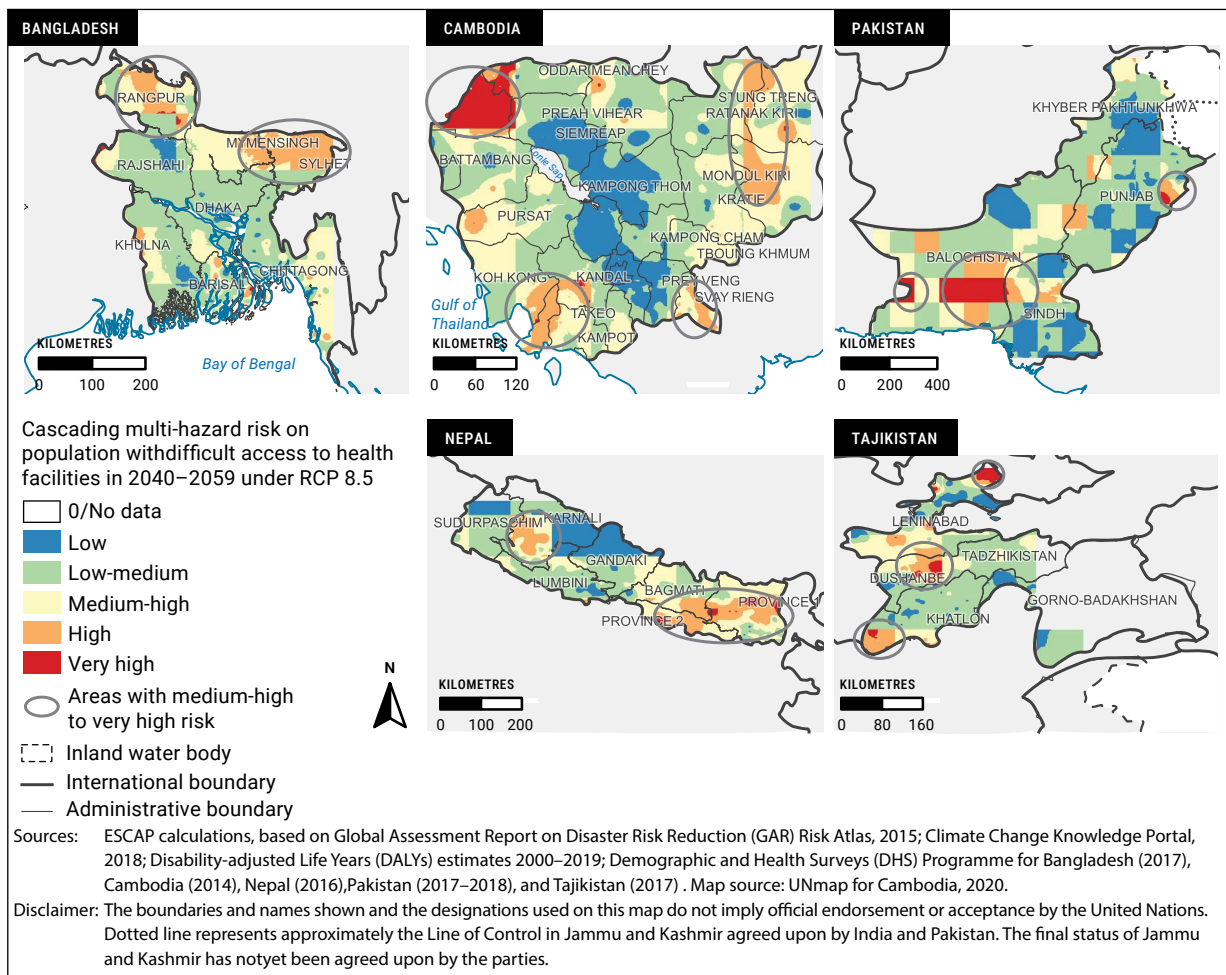 BANGLADESH
RANGPUR
MYMENSINGH
SYLHET
RAJSHAHI
DHAKA
KHULNA
CHITTAGONG
BARISAL
KILOMETRES
Bay of Bengal
0 100 200
CAMBODIA
ODDAR MEANCHEY
STUNG TRENG
PREAH VIHEAR
RATANAK KIRI
SIEMREAP
BATTAMBANG
Tonle Sap
KAMPONG THOM
MONDUL KIRI
KRATIE
PURSAT
KAMPONG CHAM
TBOUNG KHMUM
KOH KONG
KANDAL
PREY VENG
SVAY RIENG
Gulf of
Thailand
TAKEO
KAMPOT
KILOMETRES
0 60 120
PAKISTAN
KHYBER PAKHTUNKHWA
PUNJAB
BALOCHISTAN
SINDH
KILOMETRES
0 200 400
Cascading multi-hazard risk on
population withdifficult access to health
facilities in 2040–2059 under RCP 8.5
0/No data
Low
Low-medium
Medium-high
High
Very high
Areas with medium-high
to very high risk
Inland water body
International boundary
Administrative boundary
N
NEPAL
SUDURPASCHIM
KARNALI
GANDAKI
LUMBINI
BAGMATI
PROVINCE 1
PROVINCE 2
KILOMETRES
0 100 200
TAJIKISTAN
LENINABAD
TADZHIKISTAN
DUSHANBE
GORNO-BADAKHSHAN
KHATLON
KILOMETRES
0 80 160
Sources: ESCAP calculations, based on Global Assessment Report on Disaster Risk Reduction (GAR) Risk Atlas, 2015; Climate Change Knowledge Portal,
2018; Disability-adjusted Life Years (DALYs) estimates 2000–2019; Demographic and Health Surveys (DHS) Programme for Bangladesh (2017),
Cambodia (2014), Nepal (2016),Pakistan (2017–2018), and Tajikistan (2017) . Map source: UNmap for Cambodia, 2020.
Disclaimer: The boundaries and names shown and the designations used on this map do not imply official endorsement or acceptance by the United Nations.
Dotted line represents approximately the Line of Control in Jammu and Kashmir agreed upon by India and Pakistan. The final status of Jammu
and Kashmir has notyet been agreed upon by the parties.